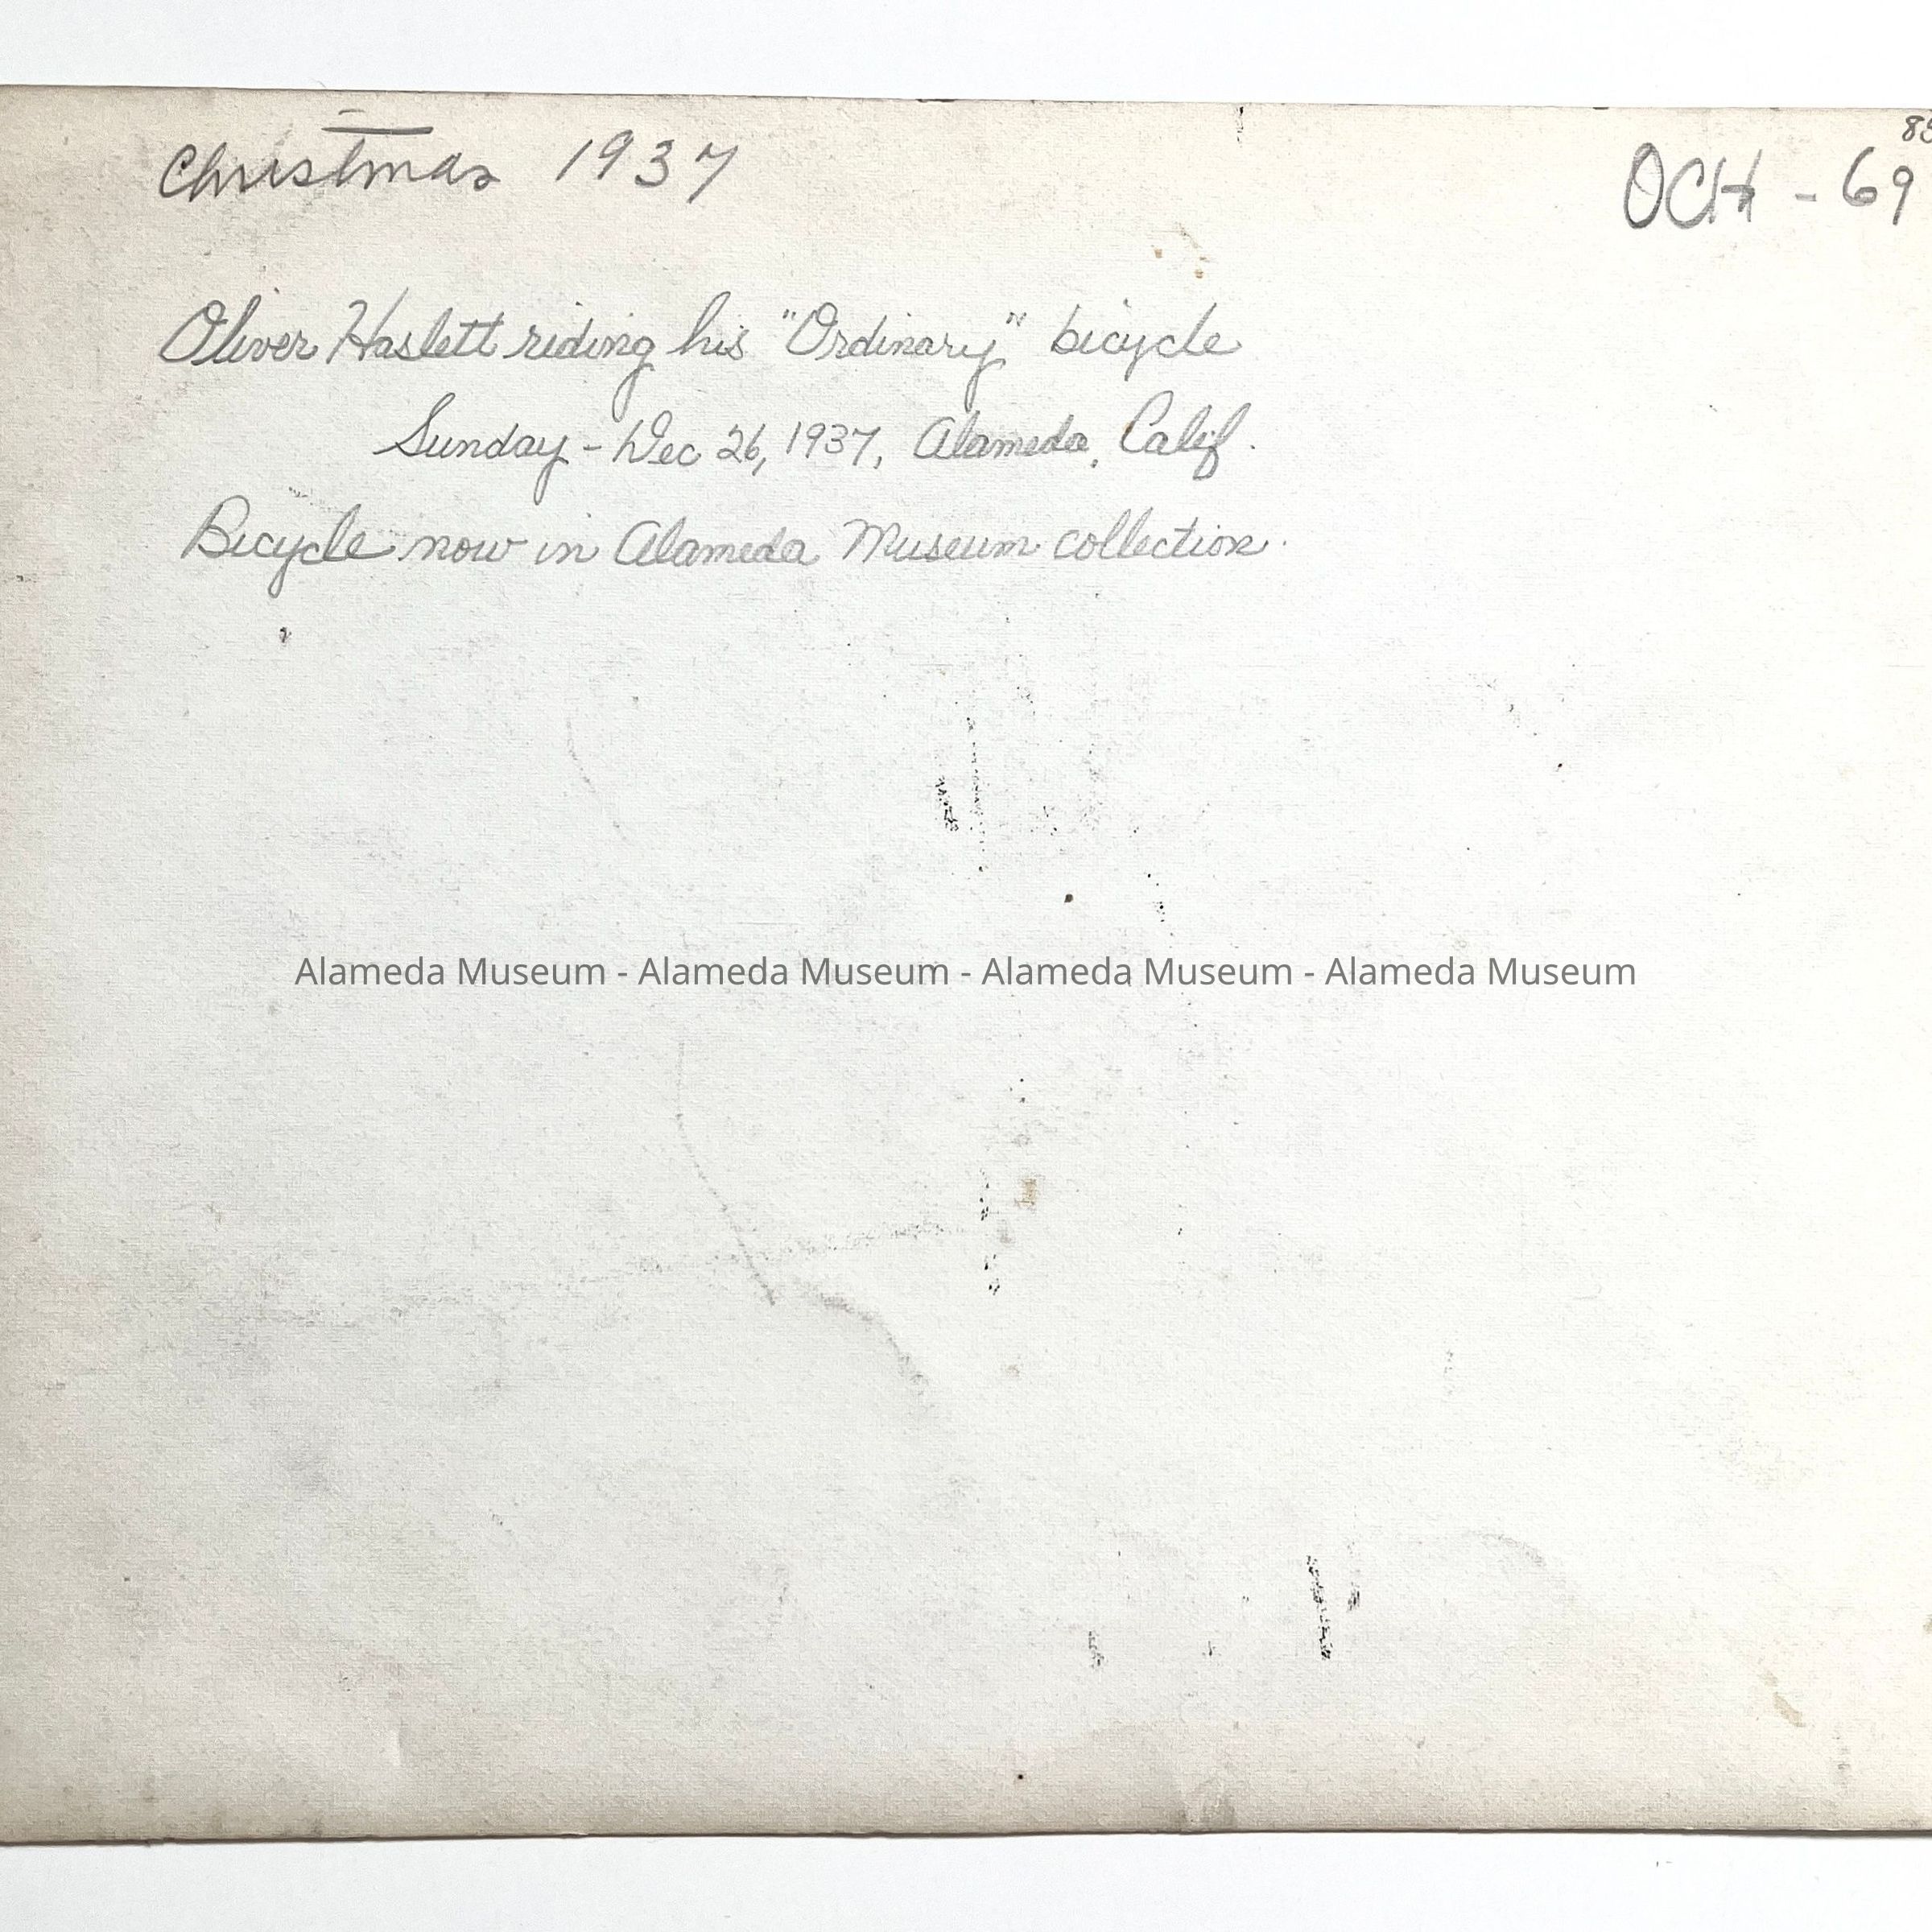 Christmas 1937
83
OCH - 69
Oliver Haslett riding his "Ordinary" bicycle
Sunday - Dec 26, 1937, Alameda, Calif.
Bicycle now in Alameda Museum collection.
Alameda Museum - Alameda Museum - Alameda Museum - Alameda Museum